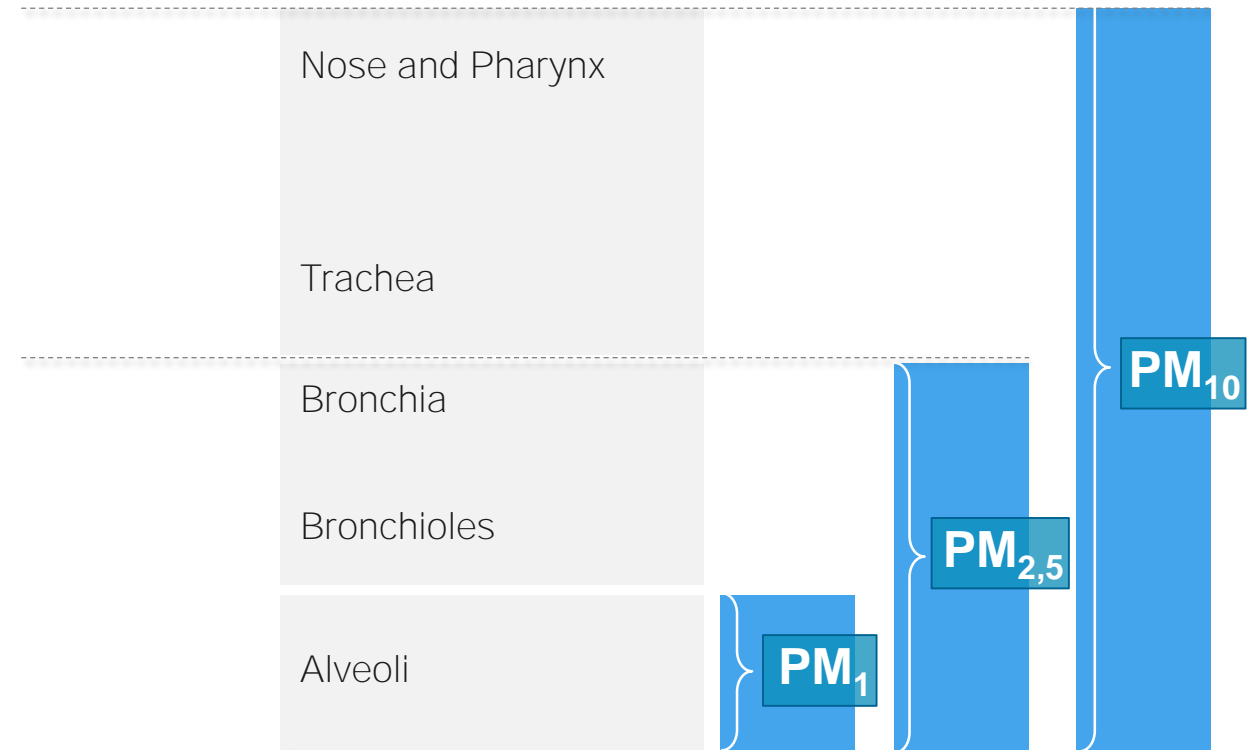 Nose and Pharynx
Trachea
PM10
Bronchia
Bronchioles
PM2,5
Alveoli
PM1